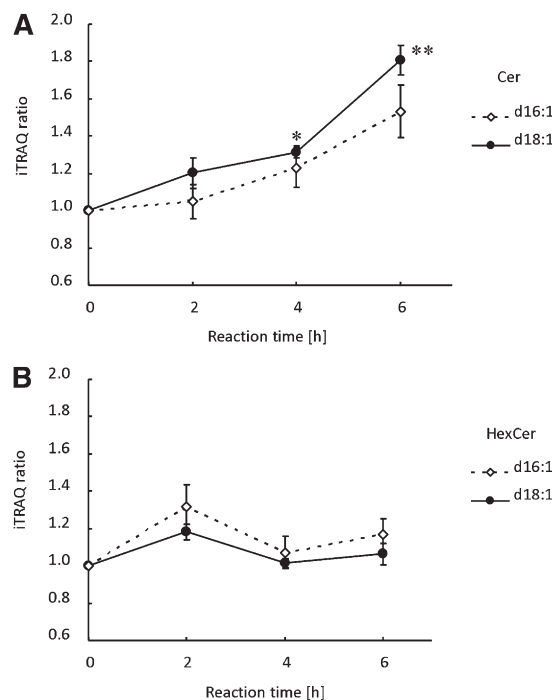 A
2.0
1.8
1.6
1.4
1.2
1.0
0.8
0.6
iTRAQ ratio
*
**
Cer
d16:1
d18:1
0 2 4 6
Reaction time [h]
B
2.0
1.8
1.6
1.4
1.2
1.0
0.8
0.6
iTRAQ ratio
HexCer
d16:1
d18:1
0 2 4 6
Reaction time [h]